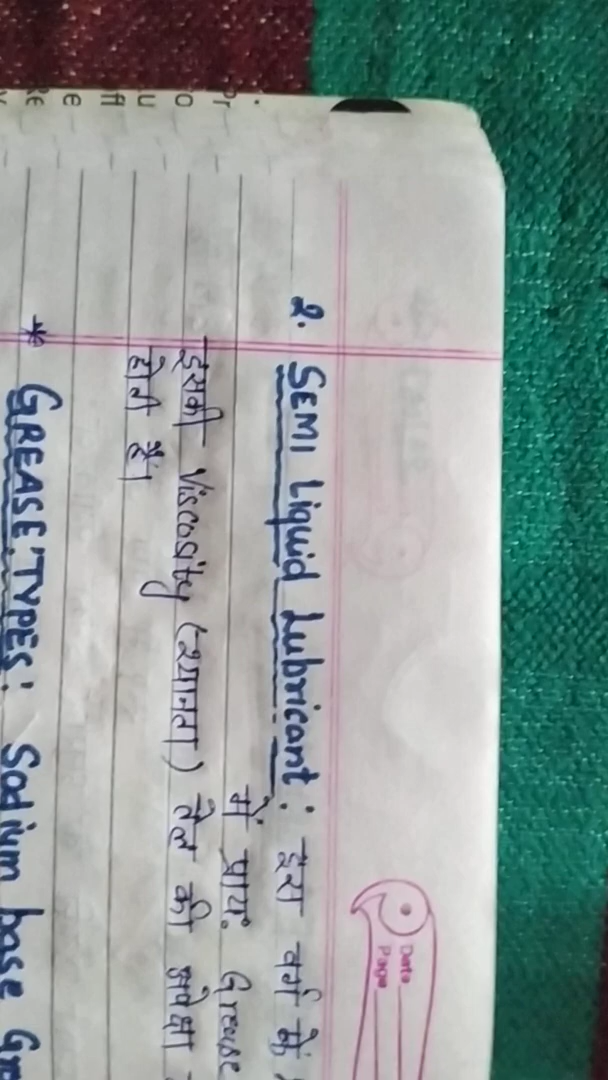 Date
Page
2. SEMI Liquid Lubricant : इस वर्ग में
में प्रायः Grease
इसकी Viscosity (श्यानता) तेल की अपेक्षा
होती है।
* GREASE TYPES: Sodium base